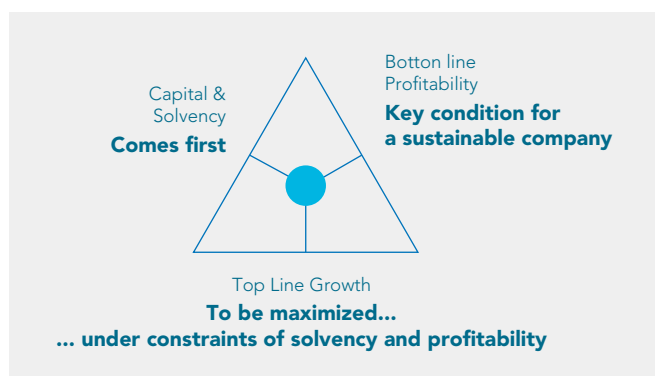 Capital &
Solvency
Comes first
Botton line
Profitability
Key condition for
a sustainable company
Top Line Growth
To be maximized...
... under constraints of solvency and profitability